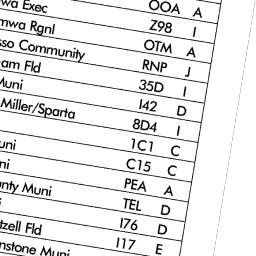 OOA A
wa Exec Z98 I
mwa Rgnl OTM A
sso Community RNP J
am Fld 35D I
Muni I42 D
Miller/Sparta 8D4 I
1C1 C
uni C15 C
ni PEA A
unty Muni TEL D
i I76 D
tzell Fld I17 E
Muni